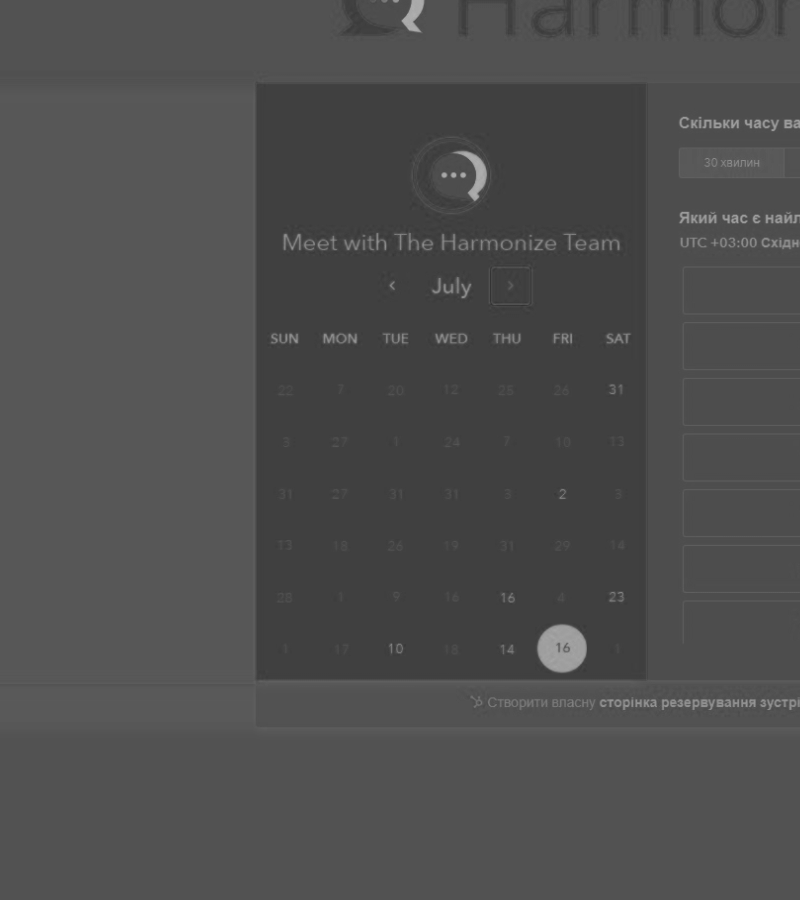 Harmon
Скільки часу ва
30 хвилин
Який час є найл
UTC +03:00 Східн
Meet with The Harmonize Team
‹ July ›
SUN MON TUE WED THU FRI SAT
22 7 20 12 25 26 31
3 27 1 24 7 10 13
31 27 31 31 3 2 3
13 18 26 19 31 29 14
28 1 9 16 16 4 23
1 17 10 18 14 16 1
Створити власну сторінка резервування зустрі